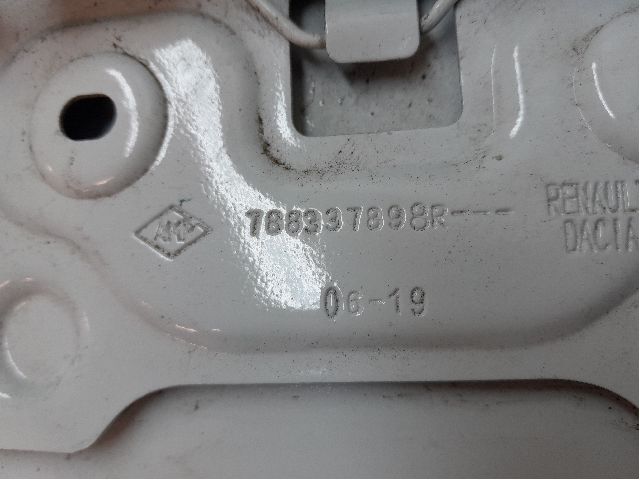 788337898R---
RENAULT
DACIA
06-19